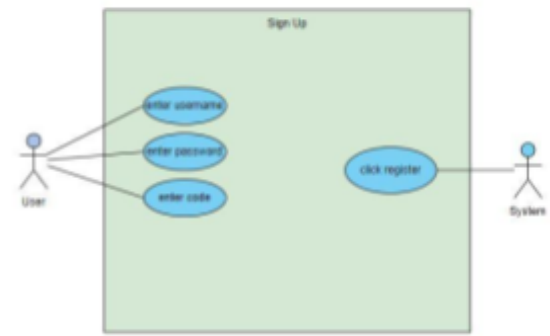 Sign Up
enter username
enter password
enter code
click register
User
System